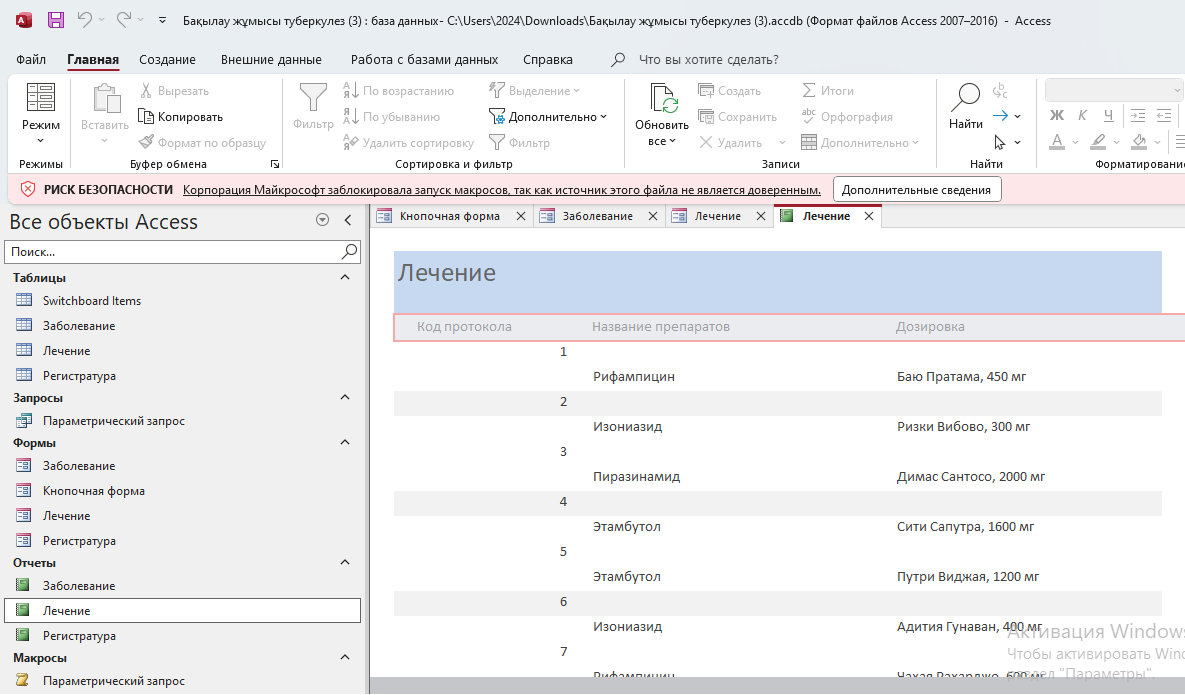 Бақылау жұмысы туберкулез (3) : база данных- C:\Users\2024\Downloads\Бақылау жұмысы туберкулез (3).accdb (Формат файлов Access 2007–2016) - Access
Файл Главная Создание Внешние данные Работа с базами данных Справка Что вы хотите сделать?
Режим
Режимы
Вставить
Вырезать
Копировать
Формат по образцу
Буфер обмена
Фильтр
По возрастанию
По убыванию
Удалить сортировку
Выделение
Дополнительно
Фильтр
Сортировка и фильтр
Обновить
все
Создать
Сохранить
Удалить
Итоги
Орфография
Дополнительно
Записи
Найти
Найти
Ж К Ч
А
Форматировани
РИСК БЕЗОПАСНОСТИ Корпорация Майкрософт заблокировала запуск макросов, так как источник этого файла не является доверенным. Дополнительные сведения
Все объекты Access
Поиск...
Таблицы
Switchboard Items
Заболевание
Лечение
Регистратура
Запросы
Параметрический запрос
Формы
Заболевание
Кнопочная форма
Лечение
Регистратура
Отчеты
Заболевание
Лечение
Регистратура
Макросы
Параметрический запрос
Кнопочная форма Заболевание Лечение Лечение
Лечение
Код протокола Название препаратов Дозировка
1
Рифампицин Баю Пратама, 450 мг
2
Изониазид Ризки Вибово, 300 мг
3
Пиразинамид Димас Сантосо, 2000 мг
4
Этамбутол Сити Сапутра, 1600 мг
5
Этамбутол Путри Виджая, 1200 мг
6
Изониазид Адития Гунаван, 400 мг
7
Рифампицин Чахая Рахарджо, 600 мг
Активация Windows
Чтобы активировать Wind
раздел "Параметры".